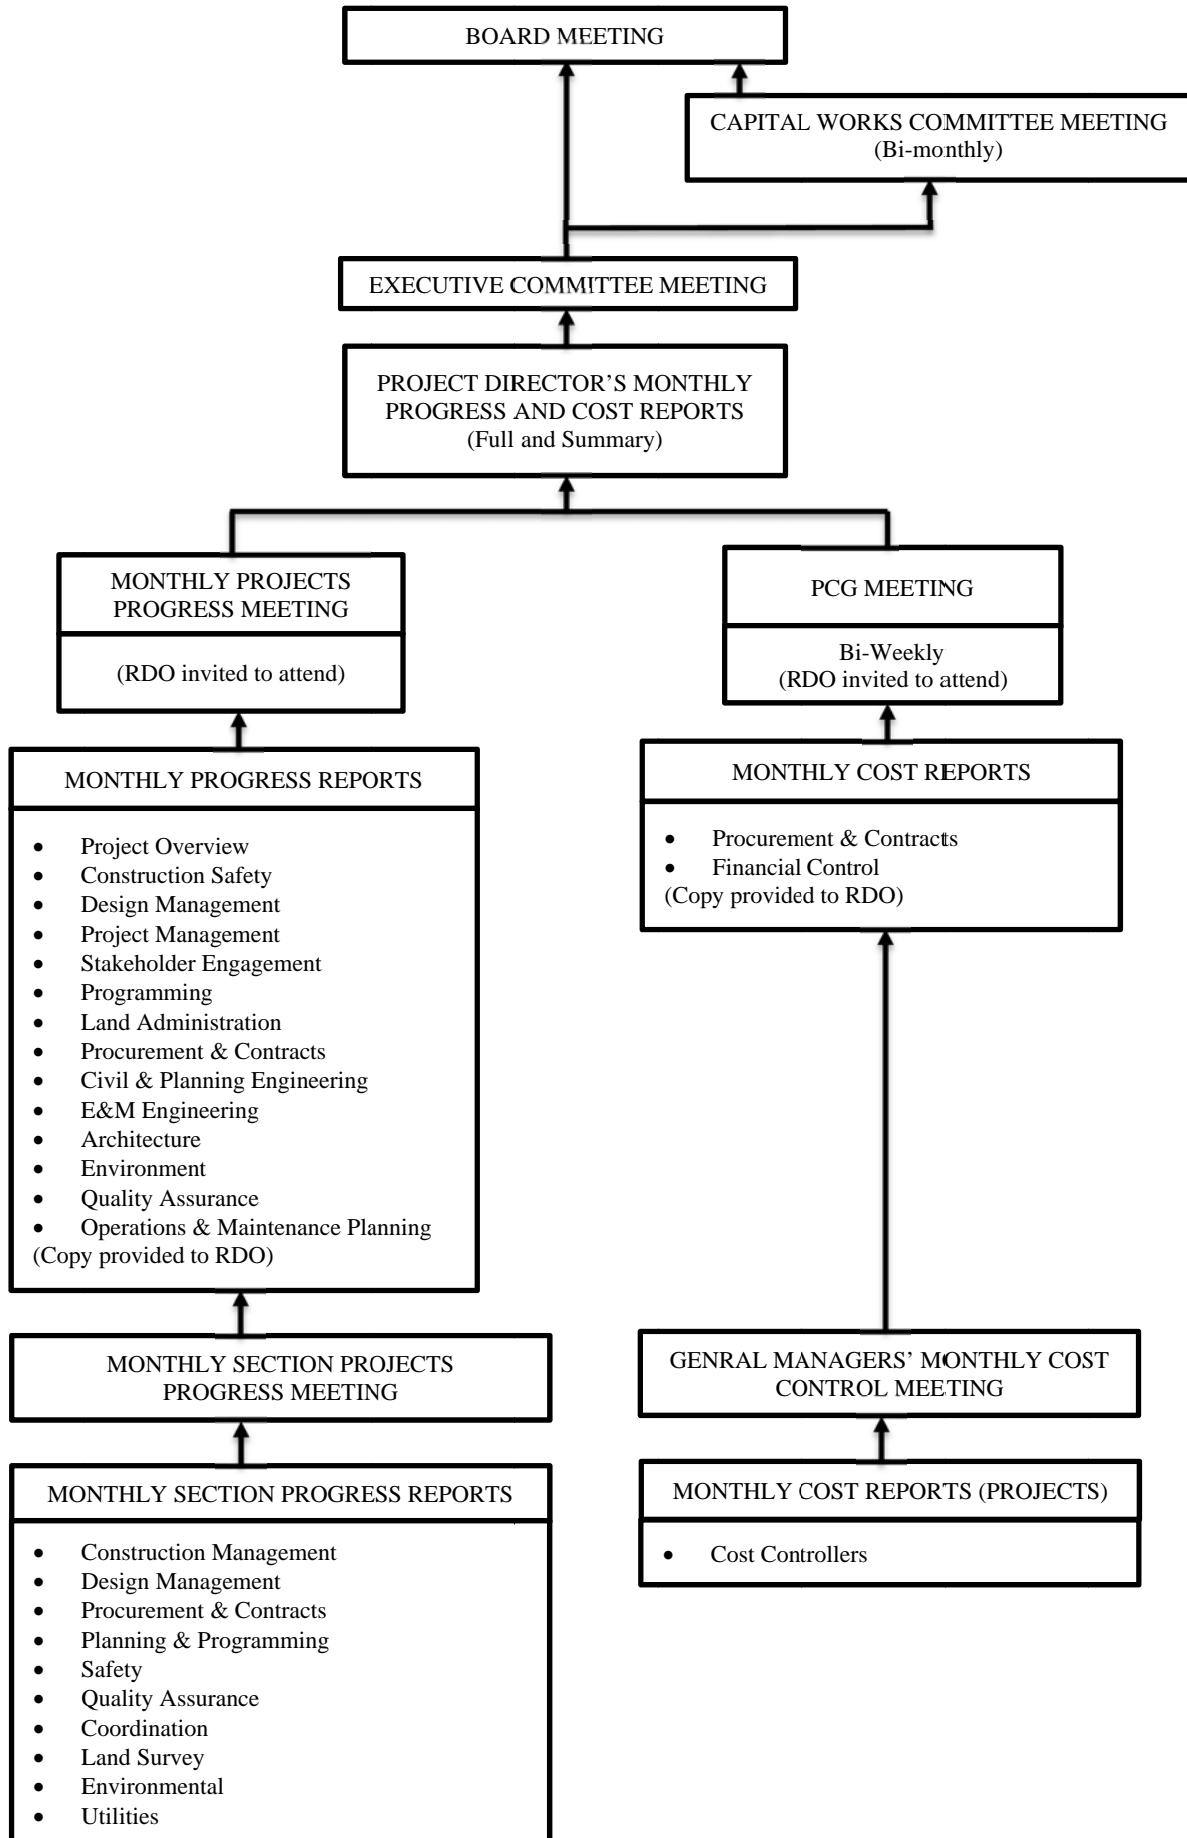 BOARD MEETING
CAPITAL WORKS COMMITTEE MEETING
(Bi-monthly)
EXECUTIVE COMMITTEE MEETING
PROJECT DIRECTOR’S MONTHLY
PROGRESS AND COST REPORTS
(Full and Summary)
MONTHLY PROJECTS
PROGRESS MEETING
(RDO invited to attend)
PCG MEETING
Bi-Weekly
(RDO invited to attend)
MONTHLY PROGRESS REPORTS
• Project Overview
• Construction Safety
• Design Management
• Project Management
• Stakeholder Engagement
• Programming
• Land Administration
• Procurement & Contracts
• Civil & Planning Engineering
• E&M Engineering
• Architecture
• Environment
• Quality Assurance
• Operations & Maintenance Planning
(Copy provided to RDO)
MONTHLY COST REPORTS
• Procurement & Contracts
• Financial Control
(Copy provided to RDO)
MONTHLY SECTION PROJECTS
PROGRESS MEETING
GENRAL MANAGERS’ MONTHLY COST
CONTROL MEETING
MONTHLY SECTION PROGRESS REPORTS
• Construction Management
• Design Management
• Procurement & Contracts
• Planning & Programming
• Safety
• Quality Assurance
• Coordination
• Land Survey
• Environmental
• Utilities
MONTHLY COST REPORTS (PROJECTS)
• Cost Controllers